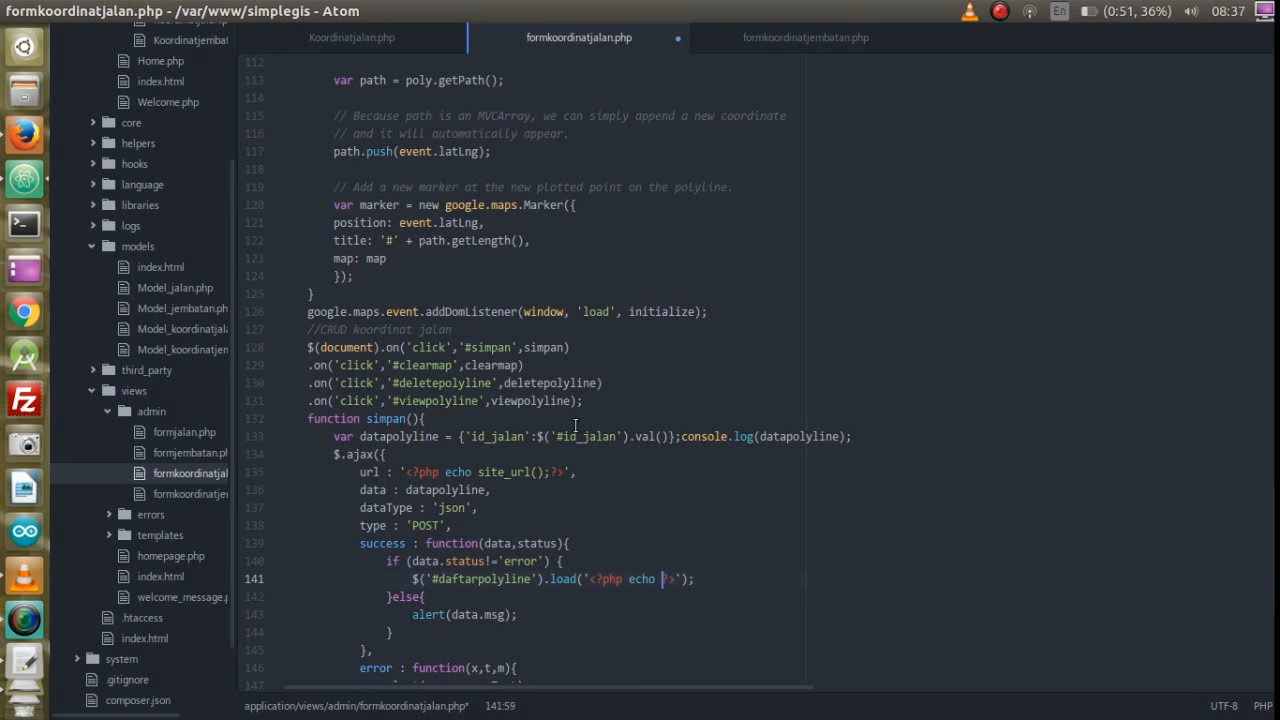 formkoordinatjalan.php - /var/www/simplegis - Atom
En
(0:51, 36%)
08:37
Koordinatjembat
Home.php
index.html
Welcome.php
core
helpers
hooks
language
libraries
logs
models
index.html
Model_jalan.php
Model_jembatan.ph
Model_koordinatjala
Model_koordinatjen
third_party
views
admin
formjalan.php
formjembatan.ph
formkoordinatjal
formkoordinatjer
errors
templates
homepage.php
welcome_message.p
.htaccess
index.html
system
.gitignore
composer.json
Koordinatjalan.php
formkoordinatjalan.php
formkoordinatjembatan.php
112
113 var path = poly.getPath();
114
115 // Because path is an MVCArray, we can simply append a new coordinate
116 // and it will automatically appear.
117 path.push(event.latLng);
118
119 // Add a new marker at the new plotted point on the polyline.
120 var marker = new google.maps.Marker({
121 position: event.latLng,
122 title: '#' + path.getLength(),
123 map: map
124 });
125 }
126 google.maps.event.addDomListener(window, 'load', initialize);
127 //CRUD koordinat jalan
128 $(document).on('click','#simpan',simpan)
129 .on('click','#clearmap',clearmap)
130 .on('click','#deletepolyline',deletepolyline)
131 .on('click','#viewpolyline',viewpolyline);
132 function simpan(){
133 var datapolyline = {'id_jalan':$('#id_jalan').val()};console.log(datapolyline);
134 $.ajax({
135 url : '<?php echo site_url();?>',
136 data : datapolyline,
137 dataType : 'json',
138 type : 'POST',
139 success : function(data,status){
140 if (data.status!='error') {
141 $('#daftarpolyline').load('<?php echo ?>');
142 }else{
143 alert(data.msg);
144 }
145 },
146 error : function(x,t,m){
147
application/views/admin/formkoordinatjalan.php* 141:59
UTF-8
PHP